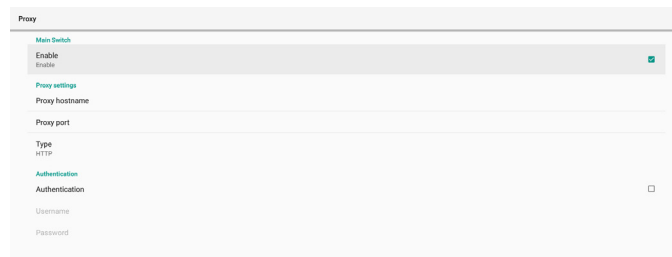 Proxy
Main Switch
Enable
Enable
Proxy settings
Proxy hostname
Proxy port
Type
HTTP
Authentication
Authentication
Username
Password